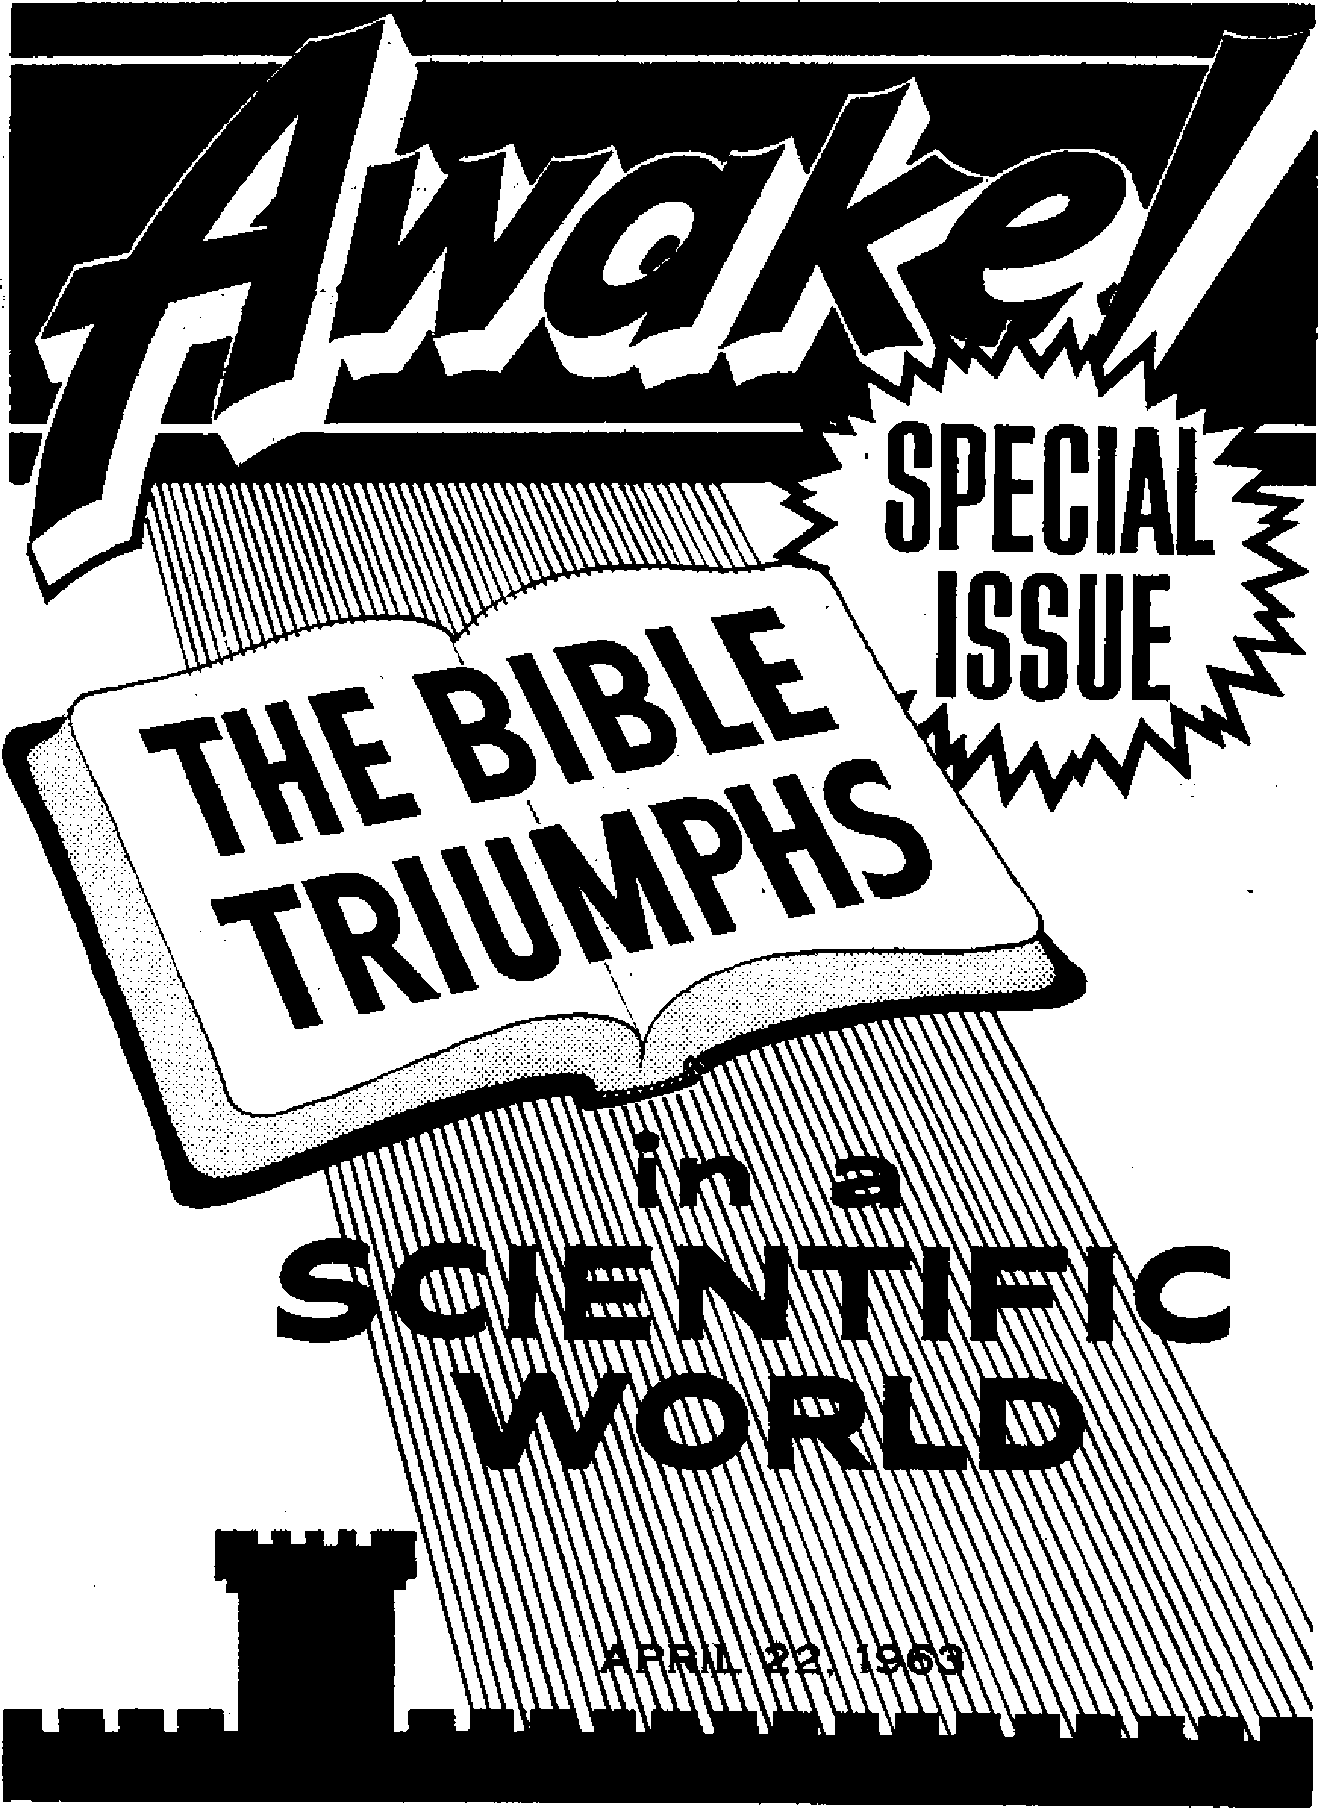 Awake!
SPECIAL
ISSUE
THE BIBLE
TRIUMPHS
in a
SCIENTIFIC
WORLD
APRIL 22, 1963